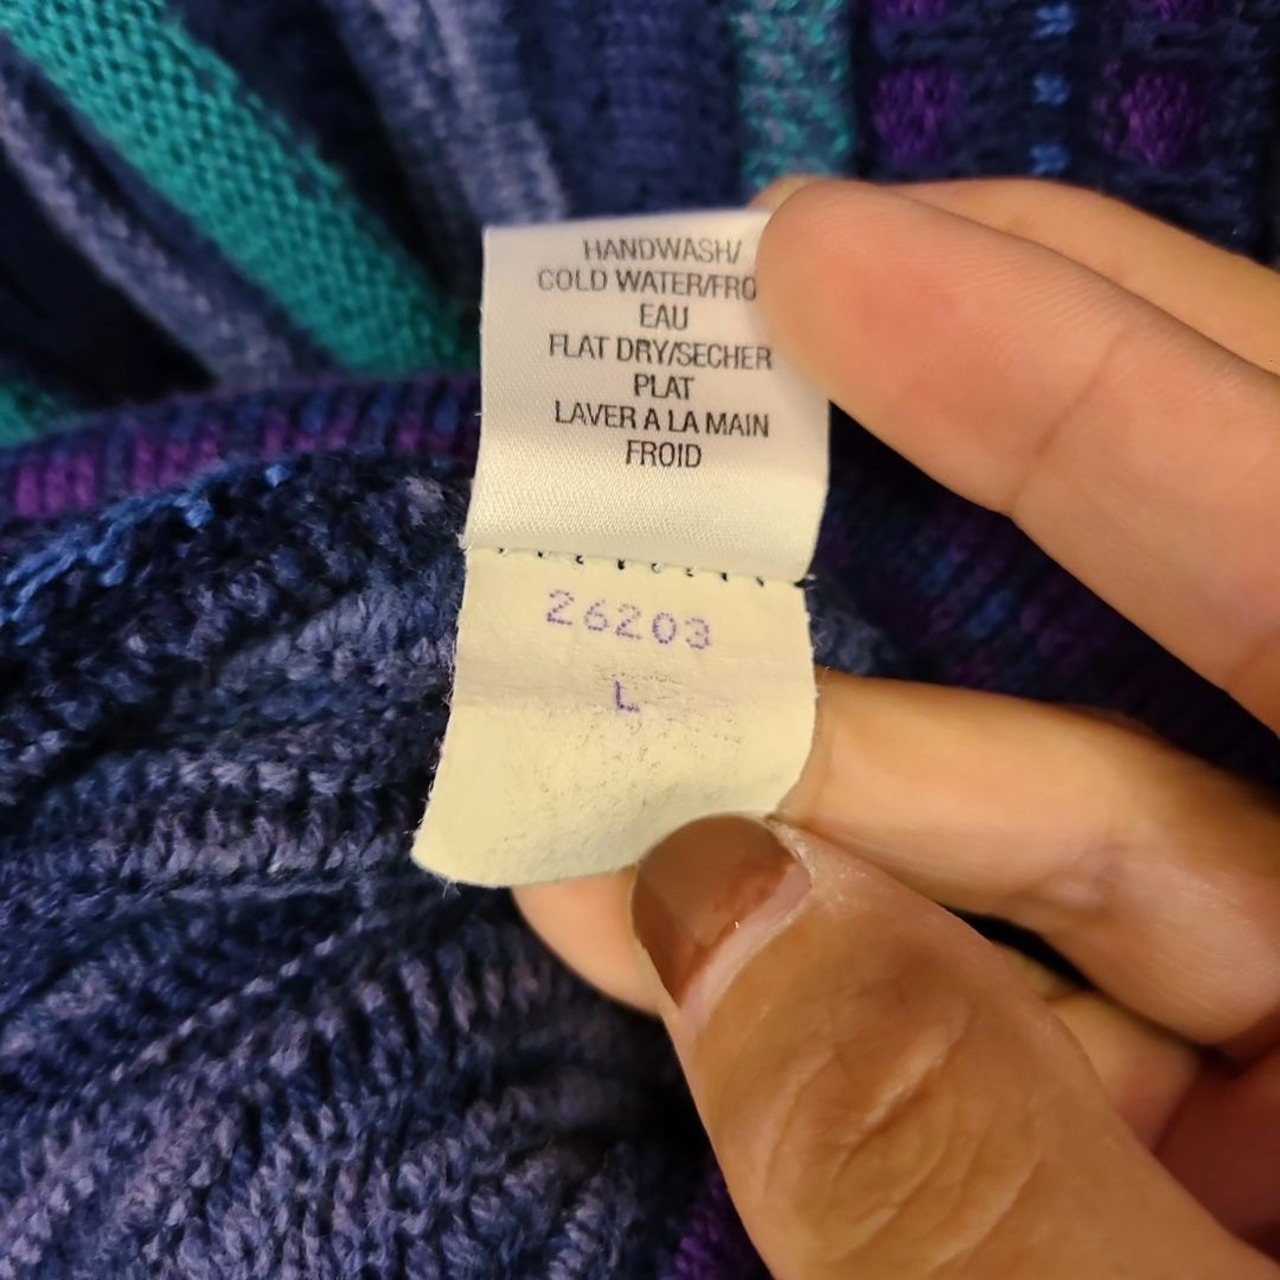 HANDWASH/
COLD WATER/FRO
EAU
FLAT DRY/SECHER
PLAT
LAVER A LA MAIN
FROID
26203
L